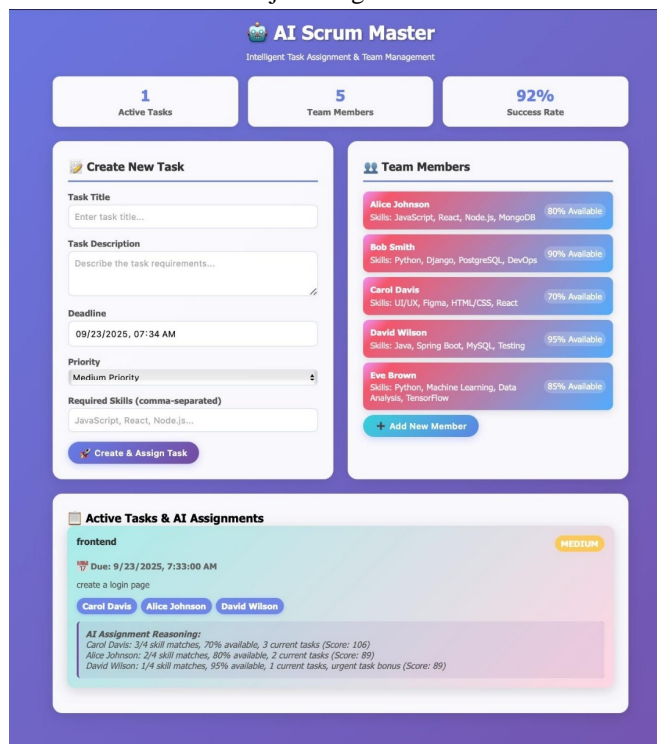 AI Scrum Master
Intelligent Task Assignment & Team Management
1
Active Tasks
5
Team Members
92%
Success Rate
Create New Task
Task Title
Enter task title...
Task Description
Describe the task requirements...
Deadline
09/23/2025, 07:34 AM
Priority
Medium Priority
Required Skills (comma-separated)
JavaScript, React, Node.js...
Create & Assign Task
Team Members
Alice Johnson
Skills: JavaScript, React, Node.js, MongoDB
80% Available
Bob Smith
Skills: Python, Django, PostgreSQL, DevOps
90% Available
Carol Davis
Skills: UI/UX, Figma, HTML/CSS, React
70% Available
David Wilson
Skills: Java, Spring Boot, MySQL, Testing
95% Available
Eve Brown
Skills: Python, Machine Learning, Data
Analysis, TensorFlow
85% Available
Add New Member
Active Tasks & AI Assignments
frontend
MEDIUM
Due: 9/23/2025, 7:33:00 AM
create a login page
Carol Davis Alice Johnson David Wilson
AI Assignment Reasoning:
Carol Davis: 3/4 skill matches, 70% available, 3 current tasks (Score: 106)
Alice Johnson: 2/4 skill matches, 80% available, 2 current tasks (Score: 89)
David Wilson: 1/4 skill matches, 95% available, 1 current tasks, urgent task bonus (Score: 89)